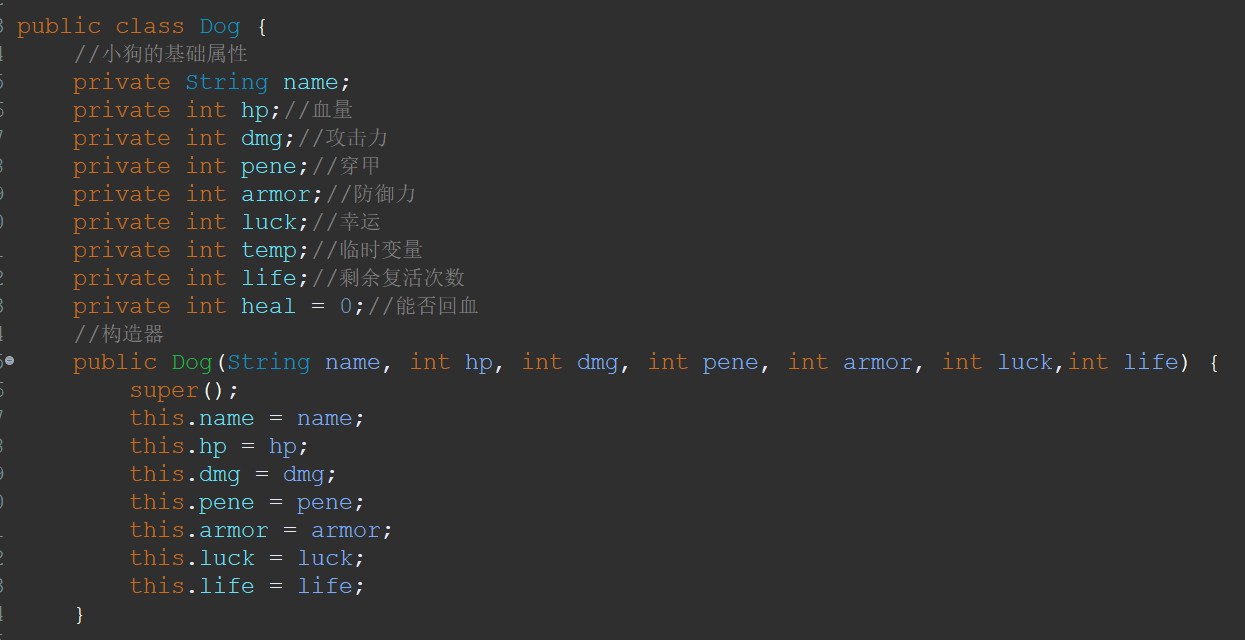 public class Dog {
//小狗的基础属性
private String name;
private int hp;//血量
private int dmg;//攻击力
private int pene;//穿甲
private int armor;//防御力
private int luck;//幸运
private int temp;//临时变量
private int life;//剩余复活次数
private int heal = 0;//能否回血
//构造器
public Dog(String name, int hp, int dmg, int pene, int armor, int luck,int life) {
super();
this.name = name;
this.hp = hp;
this.dmg = dmg;
this.pene = pene;
this.armor = armor;
this.luck = luck;
this.life = life;
}